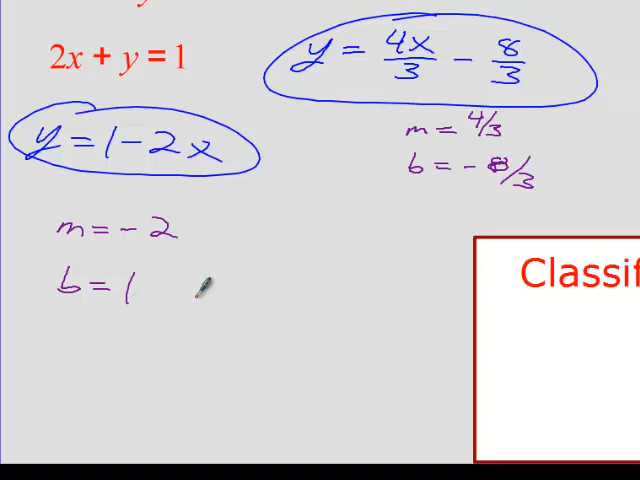 2x + y = 1
y = 1 - 2x
m = - 2
b = 1
y = 4x/3 - 8/3
m = 4/3
b = - 8/3
Classif